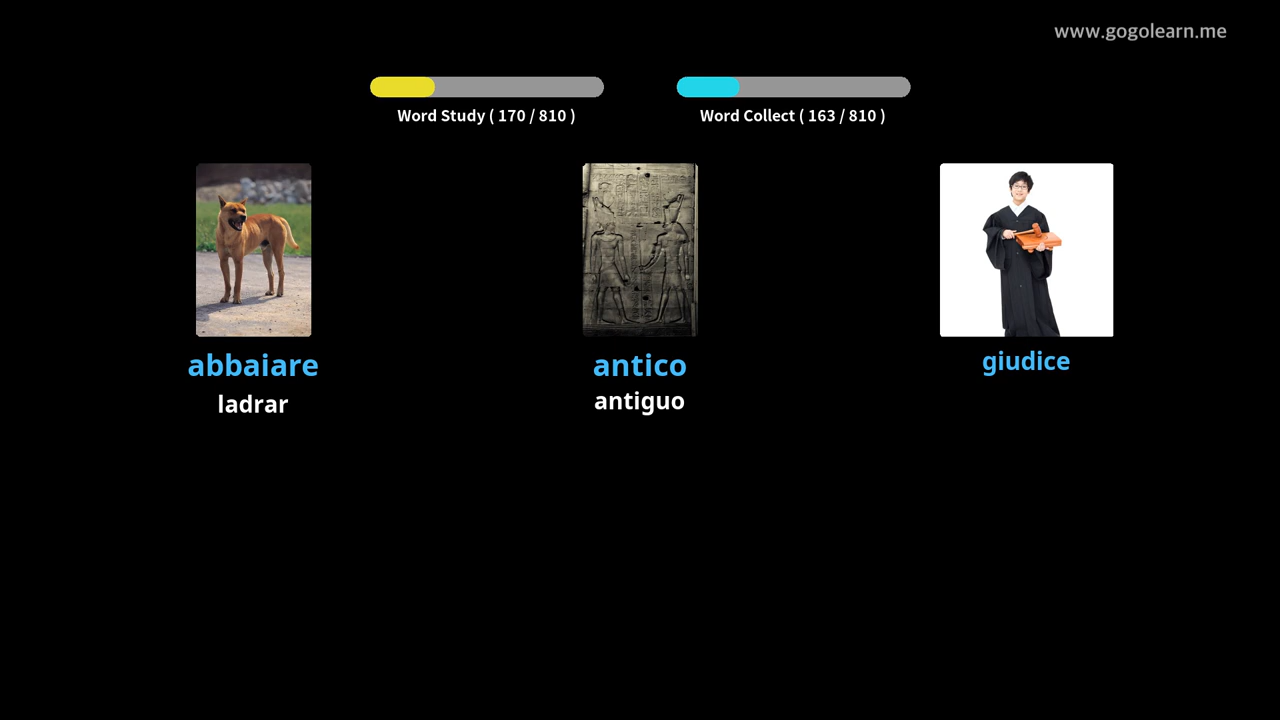 www.gogolearn.me
Word Study ( 170 / 810 )
Word Collect ( 163 / 810 )
abbaiare
ladrar
antico
antiguo
giudice